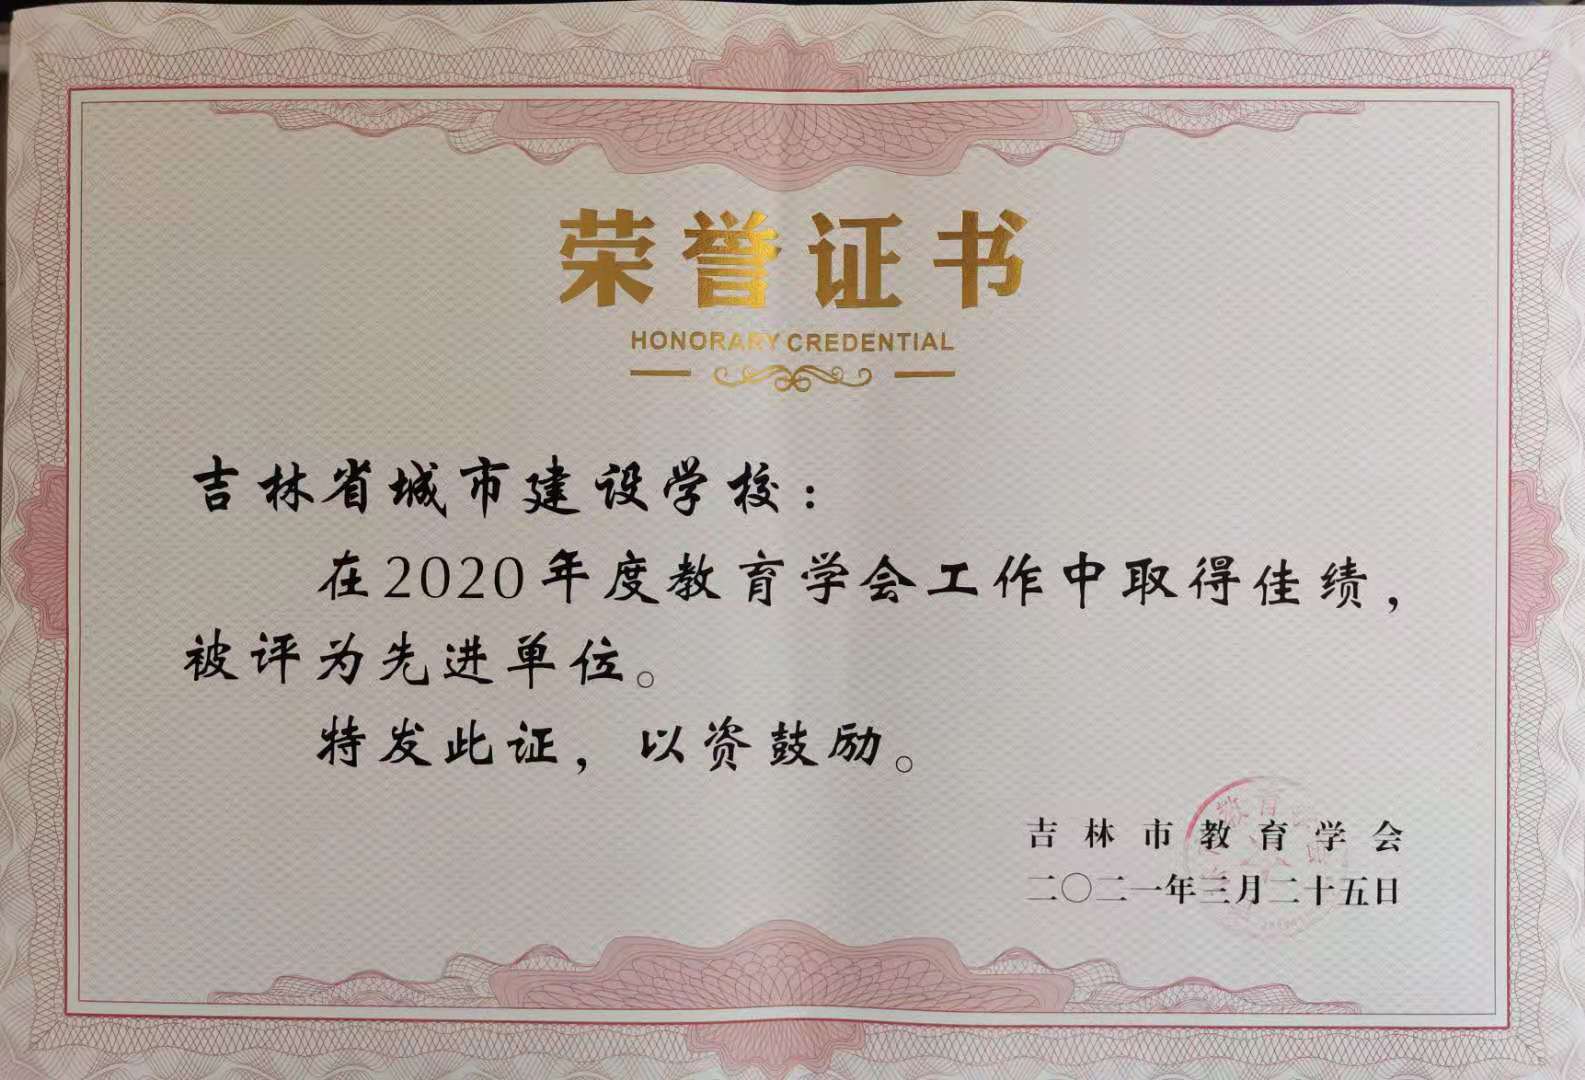 荣誉证书
HONORARY CREDENTIAL
吉林省城市建设学校：
在2020年度教育学会工作中取得佳绩，
被评为先进单位。
特发此证，以资鼓励。
吉林市教育学会
二〇二一年三月二十五日